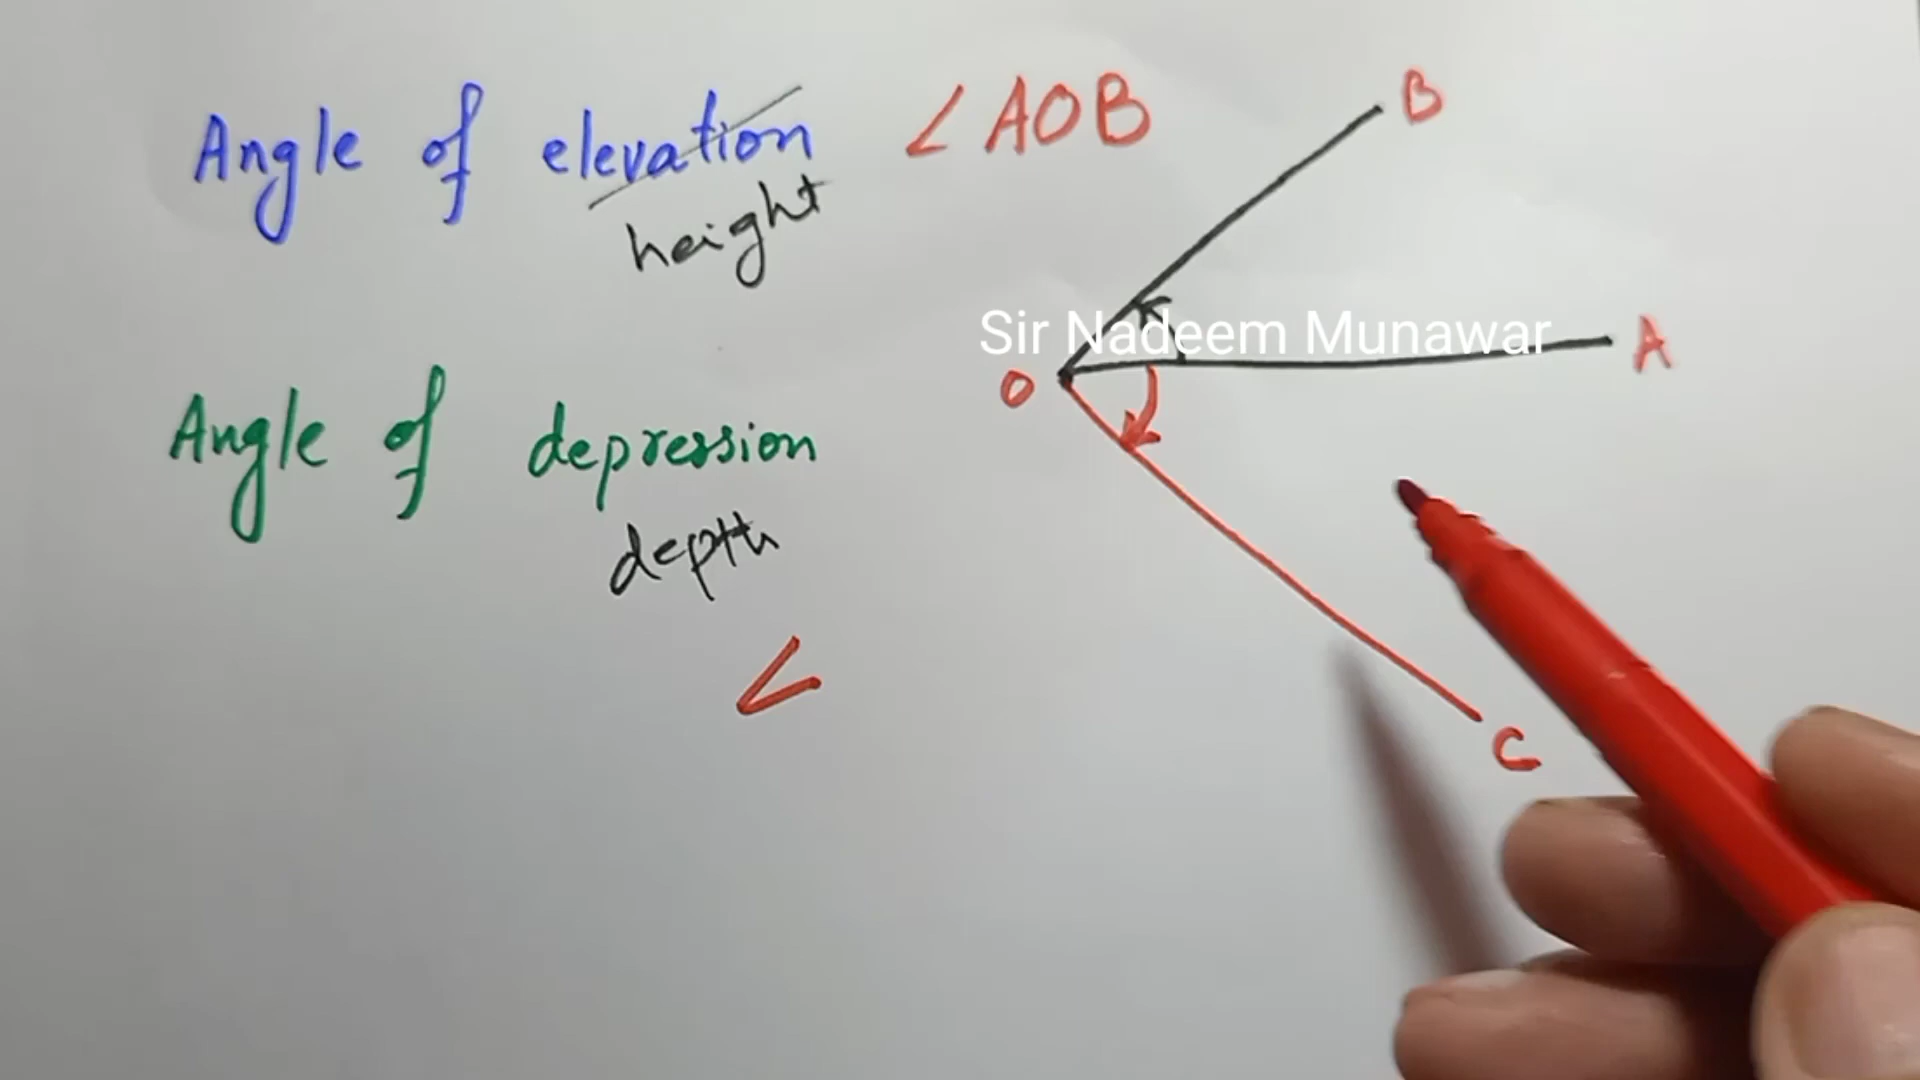 Angle of elevation ∠AOB
height
B
Sir Nadeem Munawar
A
O
Angle of depression
depth
∠
C